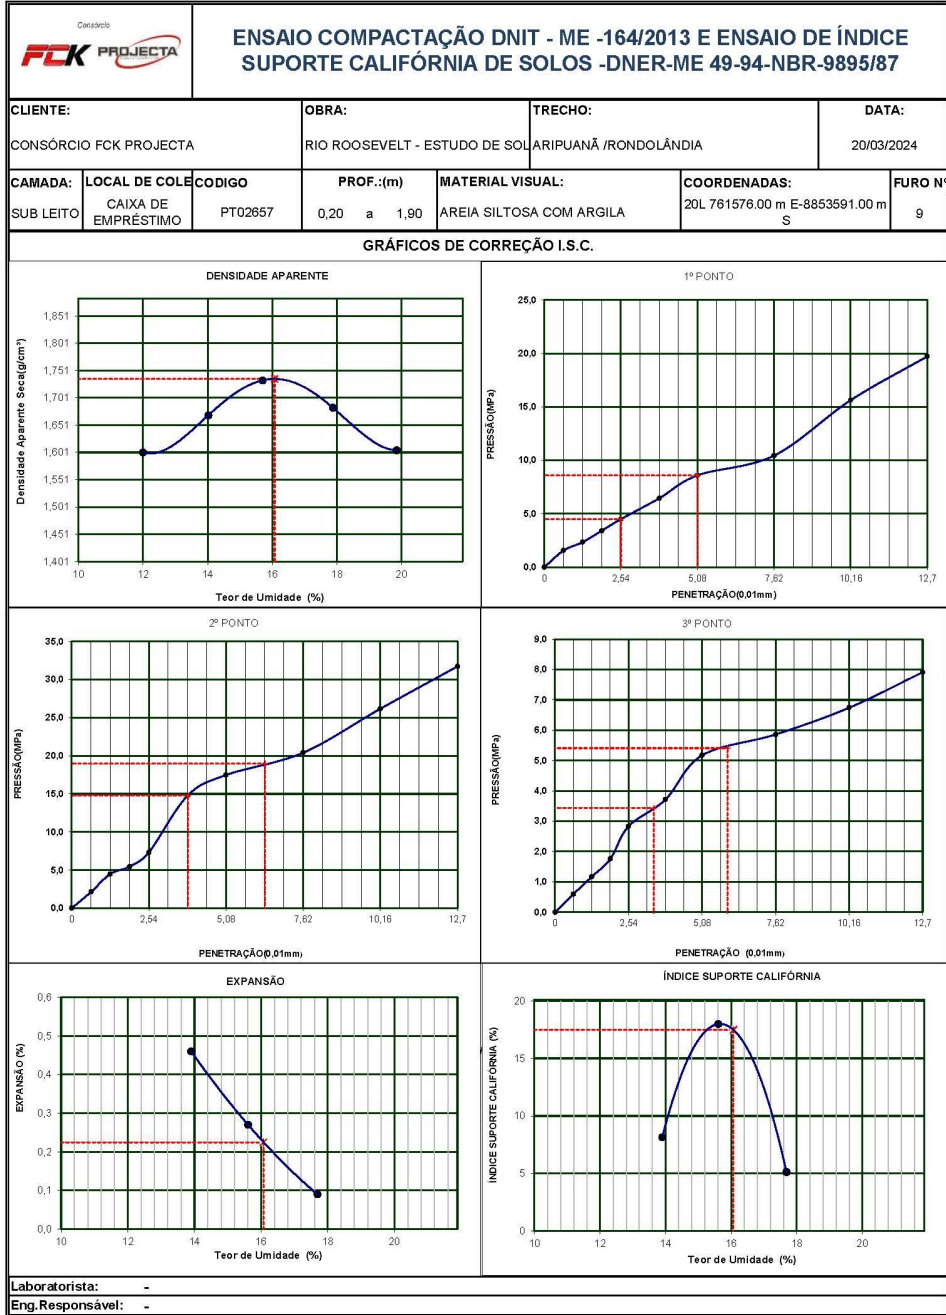 Consórcio
FCK PROJECTA
ENSAIO COMPACTAÇÃO DNIT - ME -164/2013 E ENSAIO DE ÍNDICE
SUPORTE CALIFÓRNIA DE SOLOS -DNER-ME 49-94-NBR-9895/87
CLIENTE:
CONSÓRCIO FCK PROJECTA
OBRA:
RIO ROOSEVELT - ESTUDO DE SOL
TRECHO:
ARIPUANÃ /RONDOLÂNDIA
DATA:
20/03/2024
CAMADA:
SUB LEITO
LOCAL DE COLE
CAIXA DE
EMPRÉSTIMO
CODIGO
PT02657
PROF.:(m)
0,20 a 1,90
MATERIAL VISUAL:
AREIA SILTOSA COM ARGILA
COORDENADAS:
20L 761576.00 m E-8853591.00 m
S
FURO Nº
9
GRÁFICOS DE CORREÇÃO I.S.C.
DENSIDADE APARENTE
Densidade Aparente Seca(g/cm³)
1,851
1,801
1,751
1,701
1,651
1,601
1,551
1,501
1,451
1,401
10 12 14 16 18 20
Teor de Umidade (%)
1º PONTO
PRESSÃO(MPa)
25,0
20,0
15,0
10,0
5,0
0,0
0 2,54 5,08 7,62 10,16 12,7
PENETRAÇÃO(0,01mm)
2º PONTO
PRESSÃO(MPa)
35,0
30,0
25,0
20,0
15,0
10,0
5,0
0,0
0 2,54 5,08 7,62 10,16 12,7
PENETRAÇÃO(0,01mm)
3º PONTO
PRESSÃO(MPa)
9,0
8,0
7,0
6,0
5,0
4,0
3,0
2,0
1,0
0,0
0 2,54 5,08 7,62 10,16 12,7
PENETRAÇÃO (0,01mm)
EXPANSÃO
EXPANSÃO (%)
0,6
0,5
0,4
0,3
0,2
0,1
0,0
10 12 14 16 18 20
Teor de Umidade (%)
ÍNDICE SUPORTE CALIFÓRNIA
ÍNDICE SUPORTE CALIFÓRNIA (%)
20
15
10
5
0
10 12 14 16 18 20
Teor de Umidade (%)
Laboratorista: -
Eng.Responsável: -